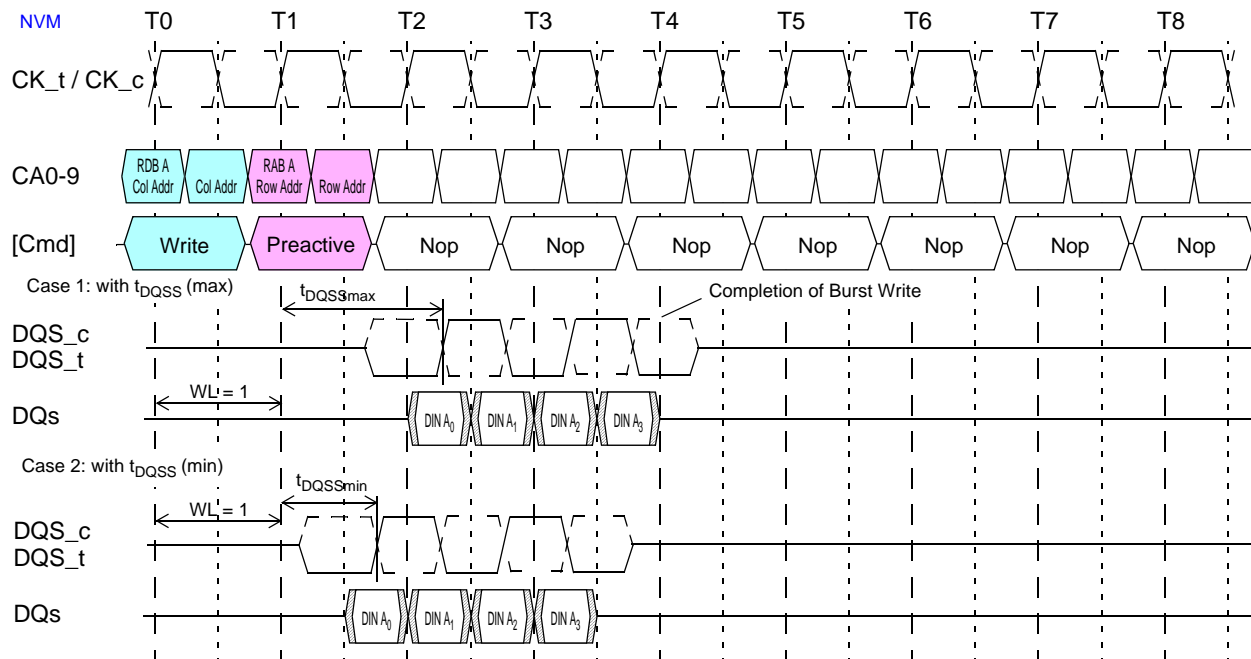 NVM T0 T1 T2 T3 T4 T5 T6 T7 T8
CK_t / CK_c
CA0-9
RDB A
Col Addr
Col Addr
RAB A
Row Addr
Row Addr
[Cmd] Write Preactive Nop Nop Nop Nop Nop Nop Nop
Case 1: with tDQSS (max)
tDQSSmax
Completion of Burst Write
DQS_c
DQS_t
WL = 1
DQs DIN A0 DIN A1 DIN A2 DIN A3
Case 2: with tDQSS (min)
tDQSSmin
WL = 1
DQS_c
DQS_t
DQs DIN A0 DIN A1 DIN A2 DIN A3